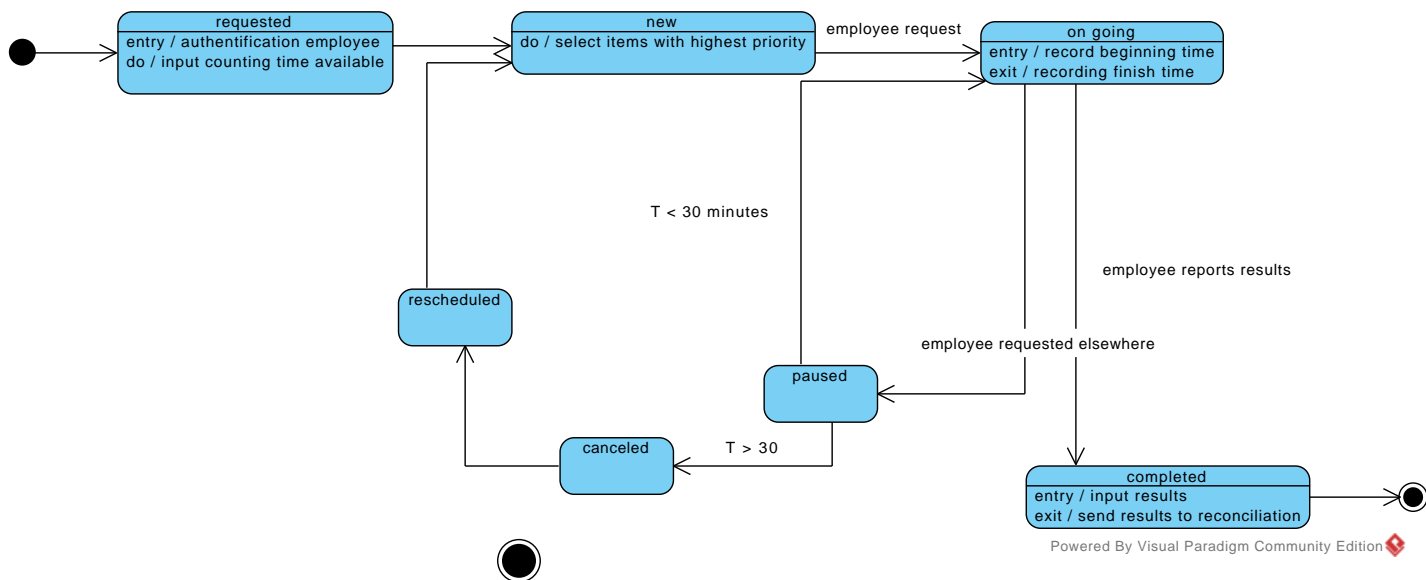 requested
entry / authentification employee
do / input counting time available
new
do / select items with highest priority
employee request
on going
entry / record beginning time
exit / recording finish time
T < 30 minutes
employee reports results
rescheduled
employee requested elsewhere
paused
canceled
T > 30
completed
entry / input results
exit / send results to reconciliation
Powered By Visual Paradigm Community Edition